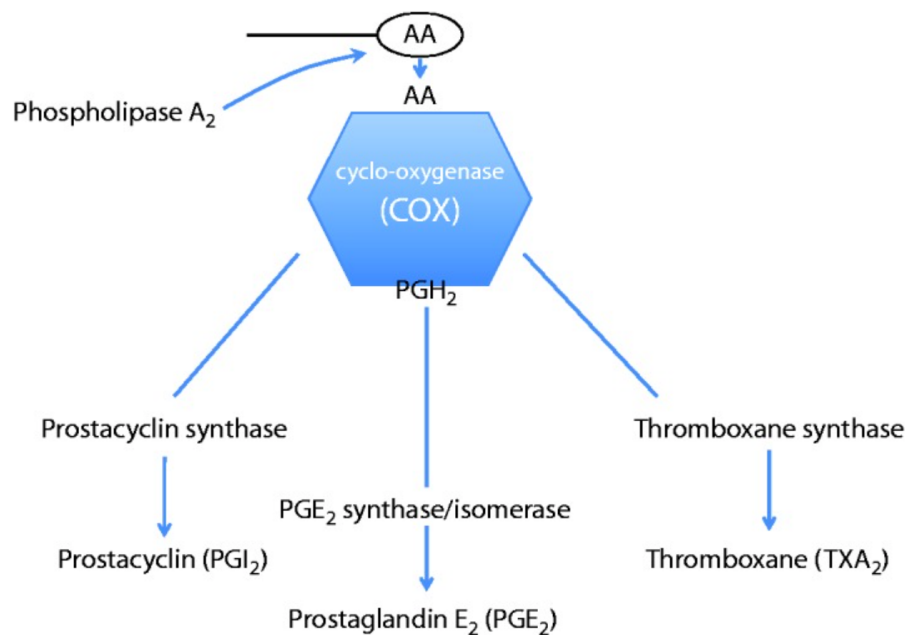 AA
Phospholipase A₂
AA
cyclo-oxygenase
(COX)
PGH₂
Prostacyclin synthase
Thromboxane synthase
PGE₂ synthase/isomerase
Prostacyclin (PGI₂)
Thromboxane (TXA₂)
Prostaglandin E₂ (PGE₂)